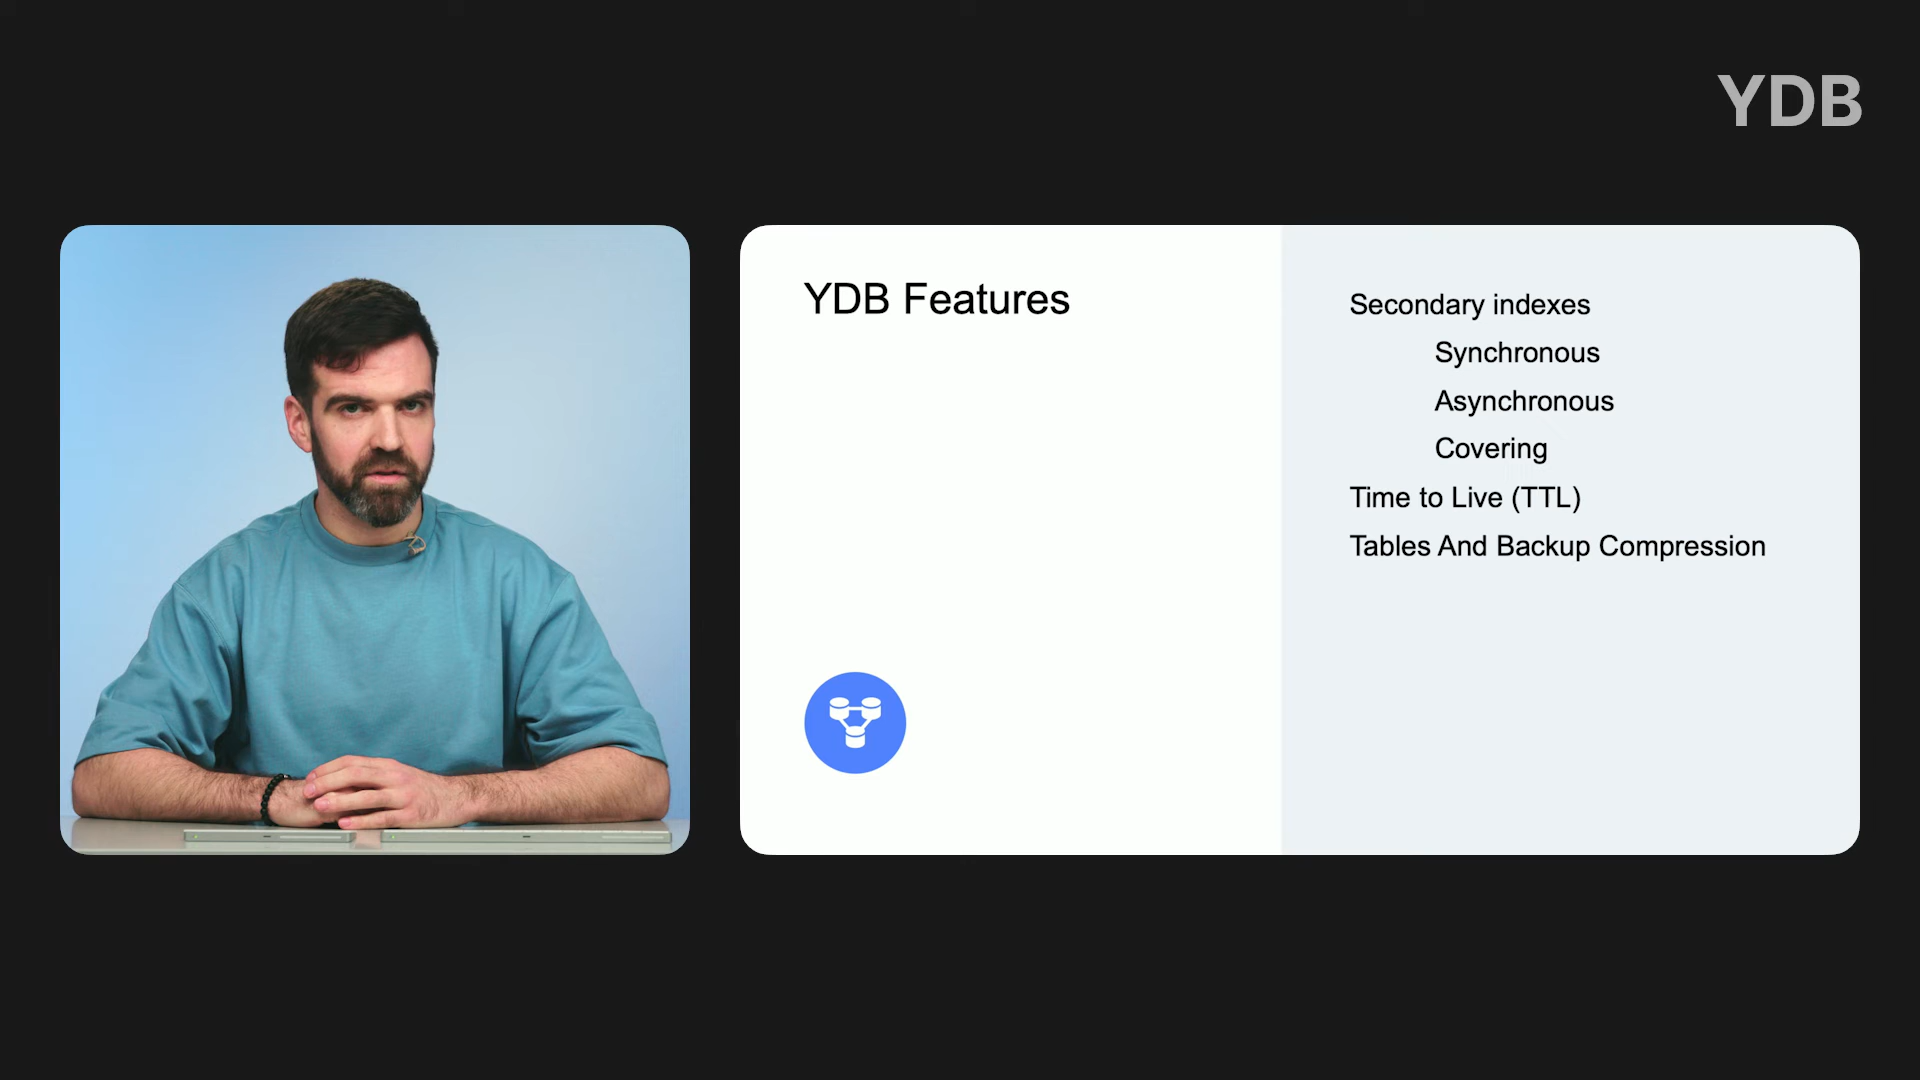 YDB
YDB Features
Secondary indexes
Synchronous
Asynchronous
Covering
Time to Live (TTL)
Tables And Backup Compression